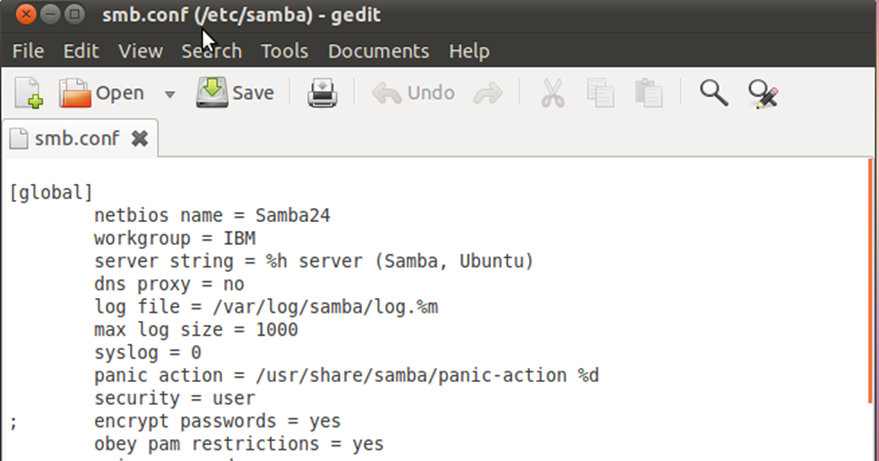 smb.conf (/etc/samba) - gedit
File Edit View Search Tools Documents Help
Open Save Undo
smb.conf
[global]
netbios name = Samba24
workgroup = IBM
server string = %h server (Samba, Ubuntu)
dns proxy = no
log file = /var/log/samba/log.%m
max log size = 1000
syslog = 0
panic action = /usr/share/samba/panic-action %d
security = user
; encrypt passwords = yes
obey pam restrictions = yes